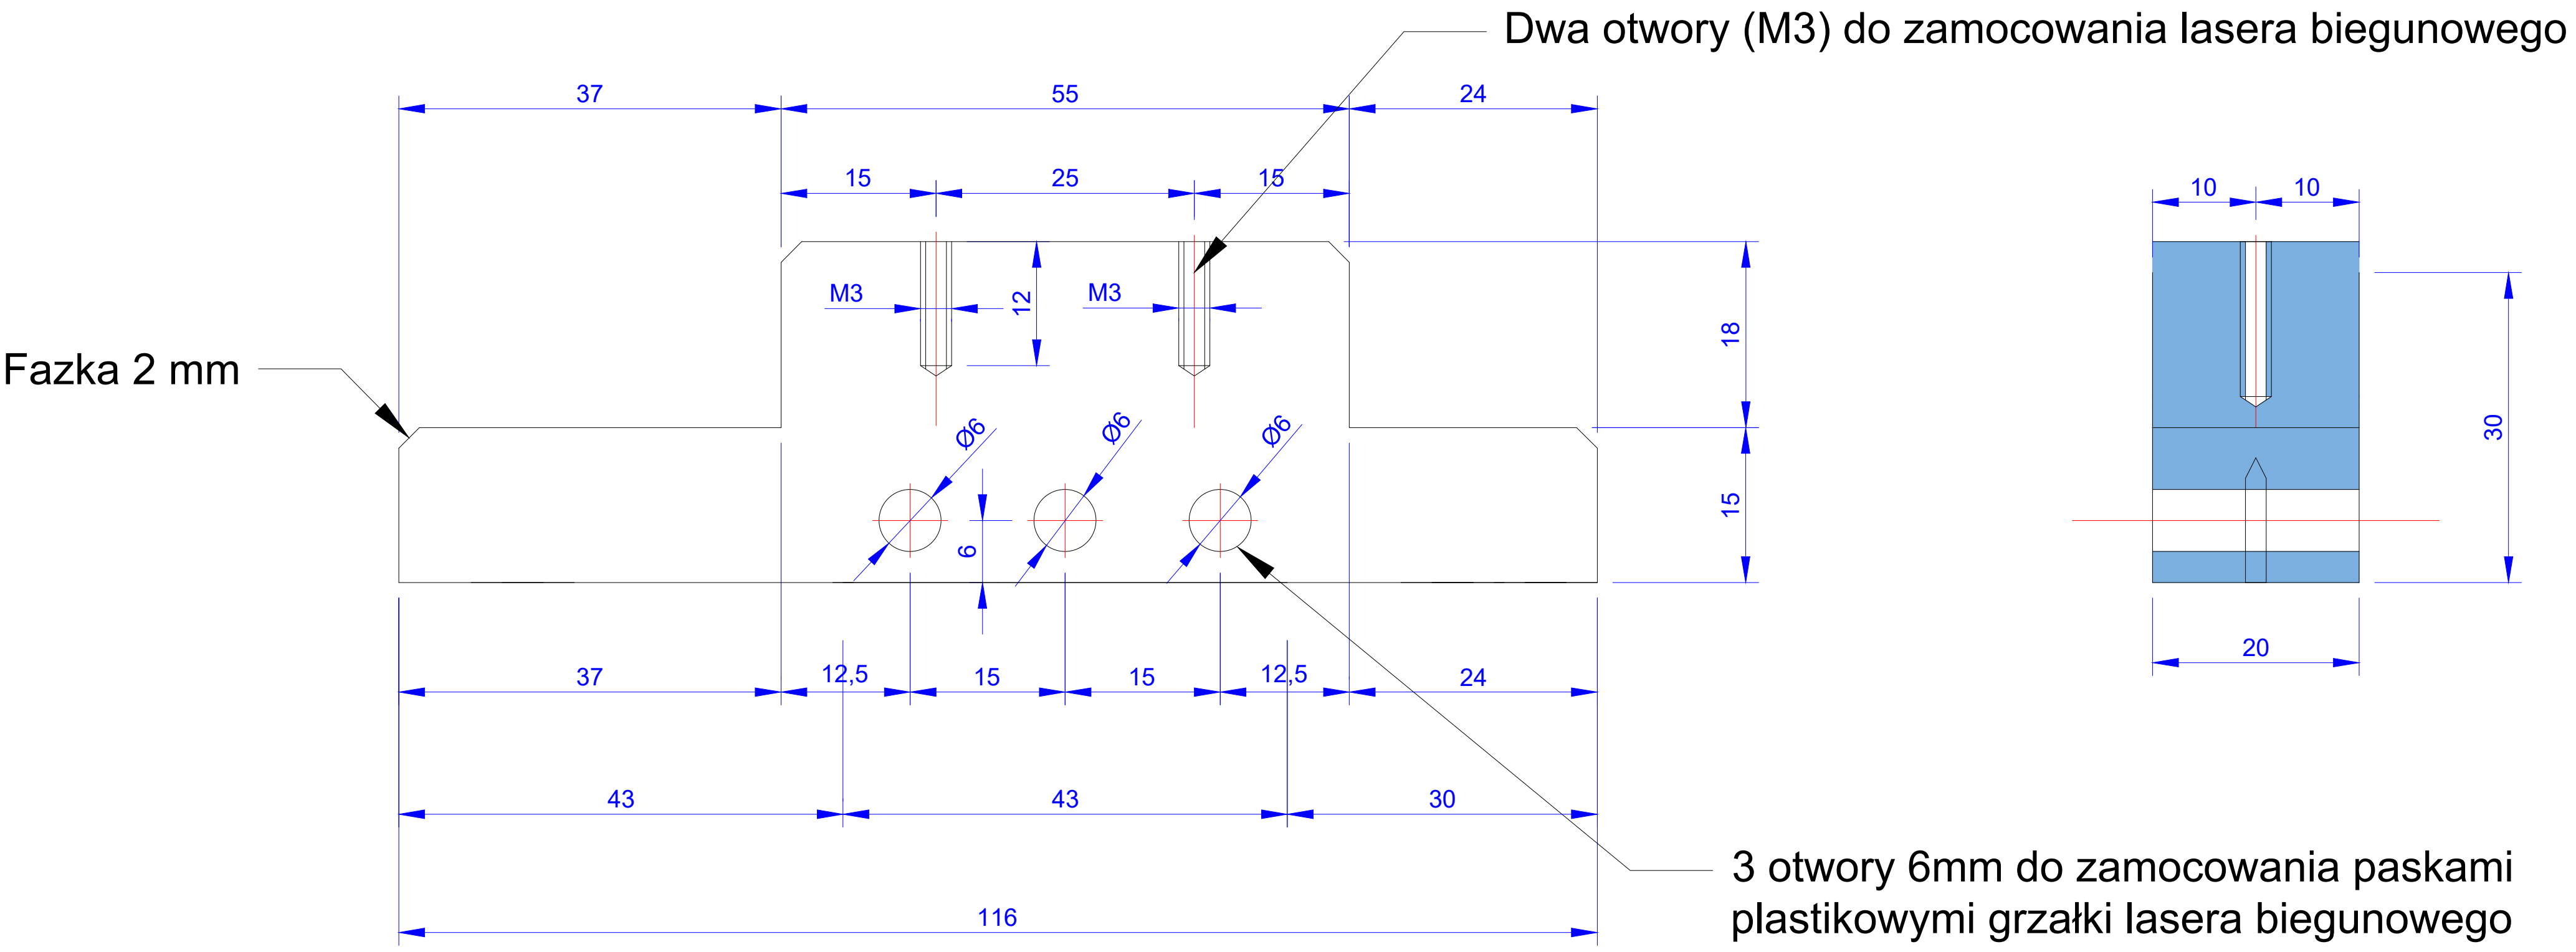 Dwa otwory (M3) do zamocowania lasera biegunowego
37 55 24
15 25 15
10 10
M3 12 M3
18
Fazka 2 mm
Ø6 Ø6 Ø6
30
15
6
20
37 12,5 15 15 12,5 24
43 43 30
3 otwory 6mm do zamocowania paskami
plastikowymi grzałki lasera biegunowego
116